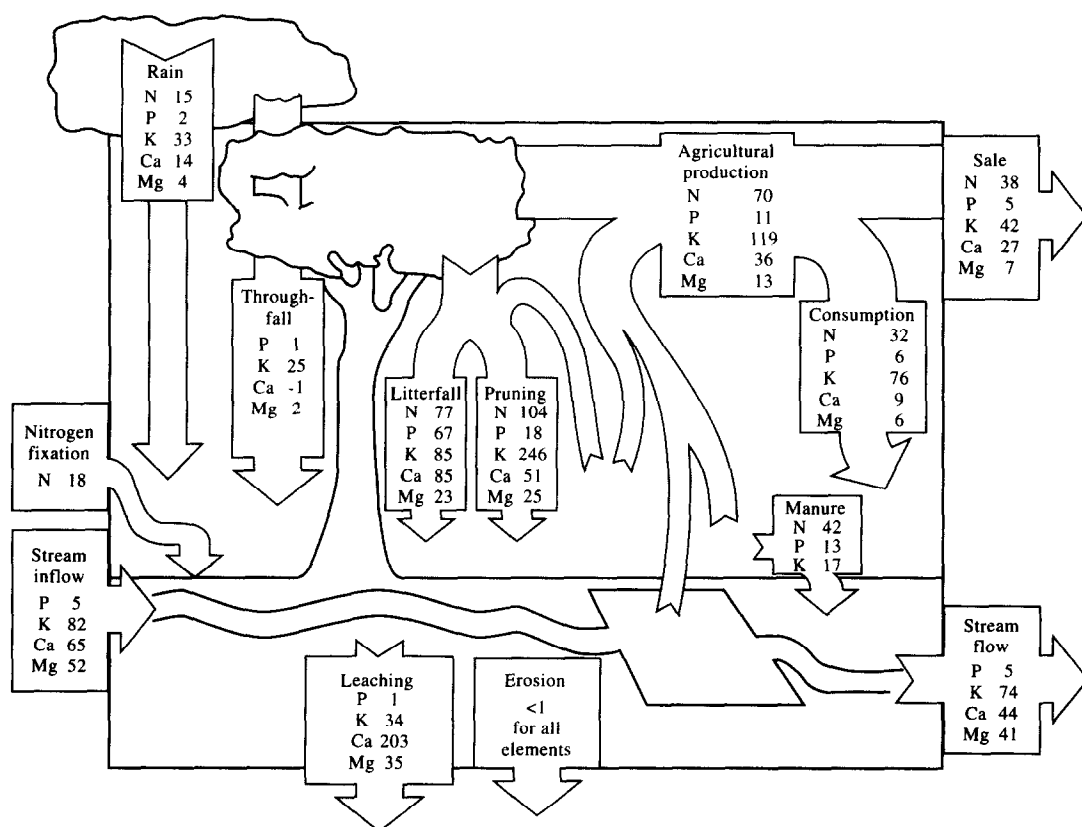 Rain
N 15
P 2
K 33
Ca 14
Mg 4
Agricultural
production
N 70
P 11
K 119
Ca 36
Mg 13
Sale
N 38
P 5
K 42
Ca 27
Mg 7
Through-
fall
P 1
K 25
Ca -1
Mg 2
Consumption
N 32
P 6
K 76
Ca 9
Mg 6
Litterfall
N 77
P 67
K 85
Ca 85
Mg 23
Pruning
N 104
P 18
K 246
Ca 51
Mg 25
Nitrogen
fixation
N 18
Manure
N 42
P 13
K 17
Stream
inflow
P 5
K 82
Ca 65
Mg 52
Leaching
P 1
K 34
Ca 203
Mg 35
Erosion
<1
for all
elements
Stream
flow
P 5
K 74
Ca 44
Mg 41